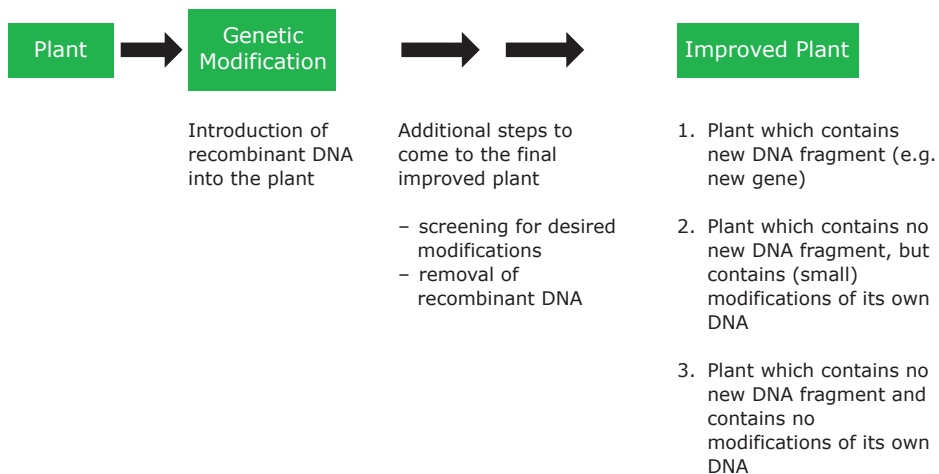 Plant
Genetic
Modification
Improved Plant
Introduction of
recombinant DNA
into the plant
Additional steps to
come to the final
improved plant
– screening for desired
modifications
– removal of
recombinant DNA
1. Plant which contains
new DNA fragment (e.g.
new gene)
2. Plant which contains no
new DNA fragment, but
contains (small)
modifications of its own
DNA
3. Plant which contains no
new DNA fragment and
contains no
modifications of its own
DNA